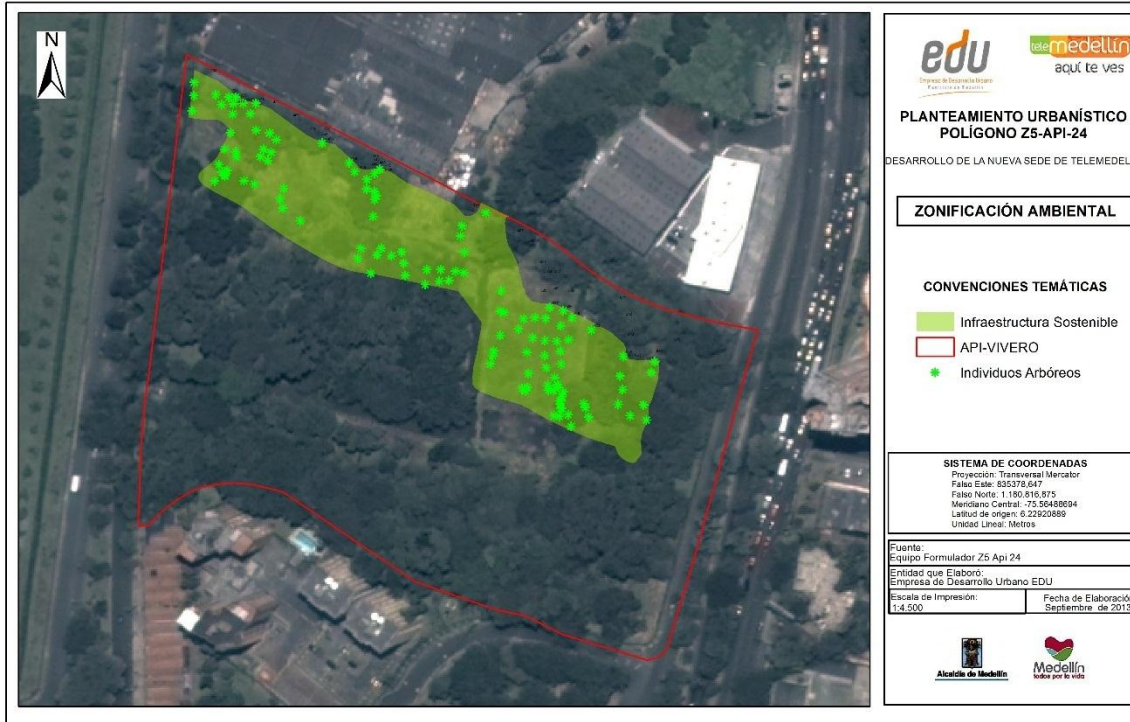 N
edu
Empresa de Desarrollo Urbano
telemedellín
aquí te ves
PLANTEAMIENTO URBANÍSTICO
POLÍGONO Z5-API-24
DESARROLLO DE LA NUEVA SEDE DE TELEMEDEL
ZONIFICACIÓN AMBIENTAL
CONVENCIONES TEMÁTICAS
Infraestructura Sostenible
API-VIVERO
Individuos Arbóreos
SISTEMA DE COORDENADAS
Proyección: Transversal Mercator
Falso Este: 835378,647
Falso Norte: 1.180.816,875
Meridiano Central: -75.56488694
Latitud de origen: 6.22920889
Unidad Lineal: Metros
Fuente:
Equipo Formulador Z5 Api 24
Entidad que Elaboró:
Empresa de Desarrollo Urbano EDU
Escala de Impresión:
1:4.500
Fecha de Elaboració
Septiembre de 2013
Alcaldía de Medellín
Medellín
todos por la vida